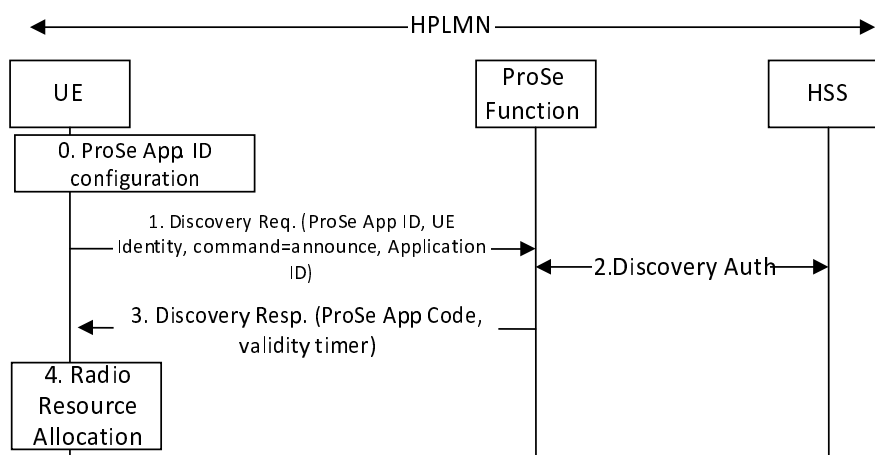 HPLMN
UE
ProSe
Function
HSS
0. ProSe App. ID
configuration
1. Discovery Req. (ProSe App ID, UE
Identity, command=announce, Application
ID)
2.Discovery Auth
3. Discovery Resp. (ProSe App Code,
validity timer)
4. Radio
Resource
Allocation